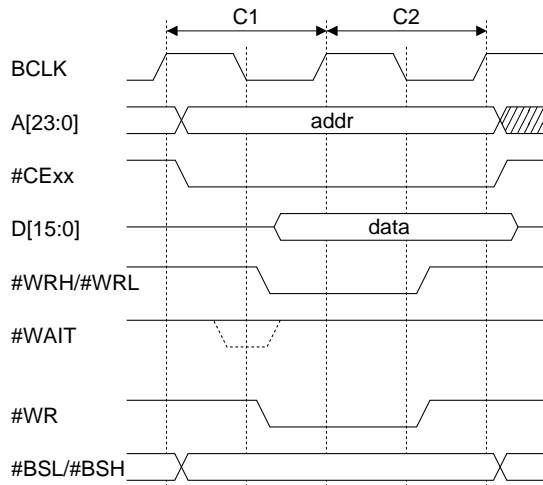 C1 C2
BCLK
A[23:0] addr
#CExx
D[15:0] data
#WRH/#WRL
#WAIT
#WR
#BSL/#BSH